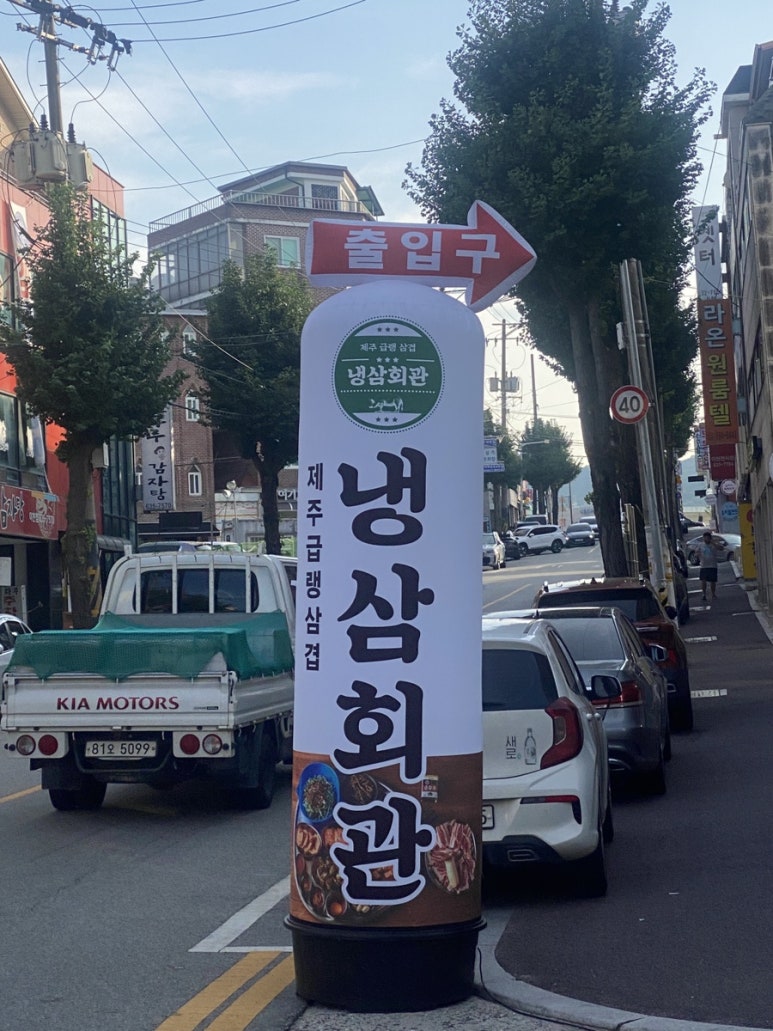 출입구
제주 급랭 삼겹
냉삼회관
제주급랭삼겹
냉삼회관
KIA MOTORS
81오 5099
감자탕
40
라온원룸텔
새로